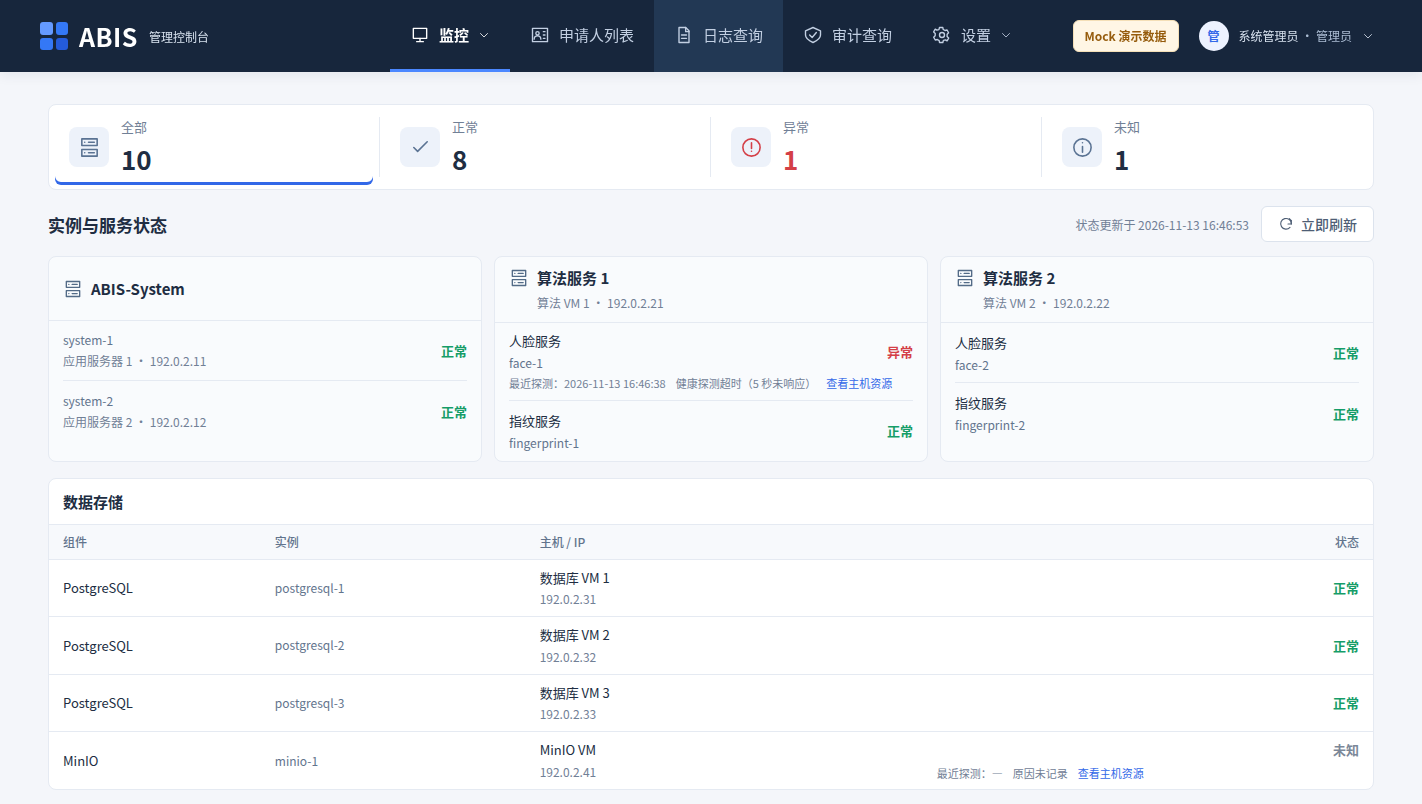 ABIS 管理控制台 监控 申请人列表 日志查询 审计查询 设置 Mock 演示数据 管 系统管理员 · 管理员
全部 正常 异常 未知
10 8 1 1
实例与服务状态 状态更新于 2026-11-13 16:46:53 立即刷新
ABIS-System
system-1
应用服务器 1 · 192.0.2.11
正常
system-2
应用服务器 2 · 192.0.2.12
正常
算法服务 1
算法 VM 1 · 192.0.2.21
人脸服务
face-1
异常
最近探测：2026-11-13 16:46:38 健康探测超时（5 秒未响应） 查看主机资源
指纹服务
fingerprint-1
正常
算法服务 2
算法 VM 2 · 192.0.2.22
人脸服务
face-2
正常
指纹服务
fingerprint-2
正常
数据存储
组件 实例 主机 / IP 状态
PostgreSQL postgresql-1 数据库 VM 1 正常
192.0.2.31
PostgreSQL postgresql-2 数据库 VM 2 正常
192.0.2.32
PostgreSQL postgresql-3 数据库 VM 3 正常
192.0.2.33
MinIO minio-1 MinIO VM 未知
192.0.2.41 最近探测：— 原因未记录 查看主机资源